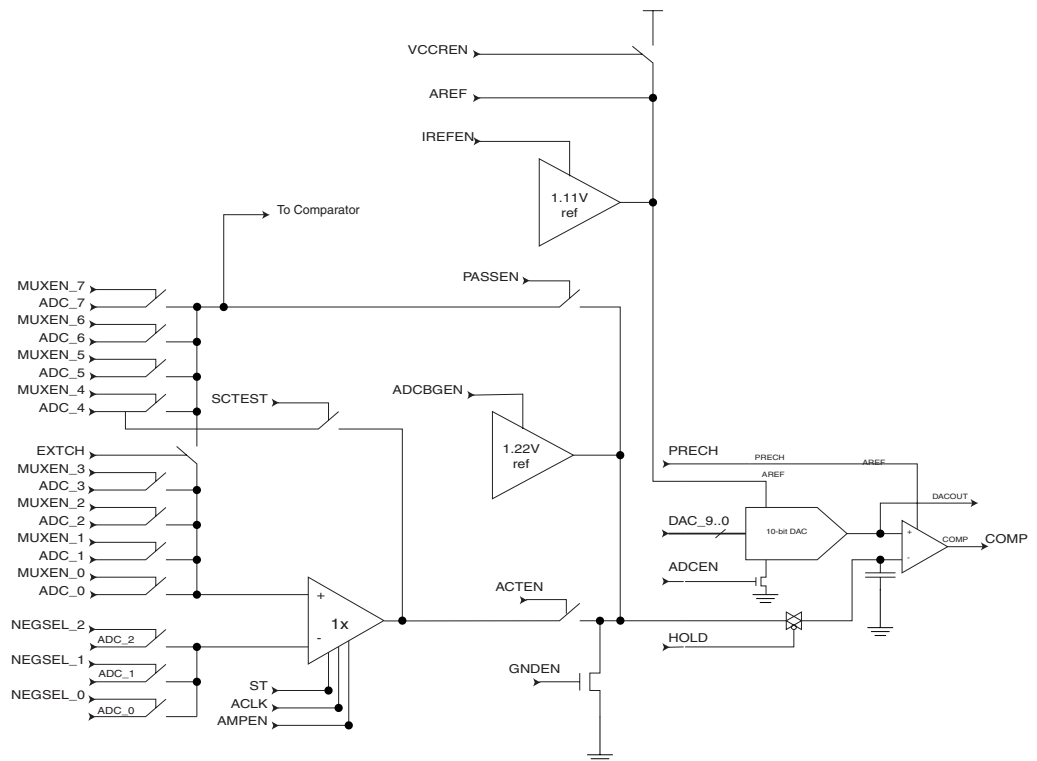 VCCREN
AREF
IREFEN
1.11V
ref
To Comparator
PASSEN
MUXEN_7
ADC_7
MUXEN_6
ADC_6
MUXEN_5
ADC_5
MUXEN_4
ADC_4
SCTEST
ADCBGEN
1.22V
ref
EXTCH
MUXEN_3
ADC_3
MUXEN_2
ADC_2
MUXEN_1
ADC_1
MUXEN_0
ADC_0
PRECH
PRECH
AREF
AREF
DACOUT
DAC_9..0
10-bit DAC
+
-
COMP
COMP
ADCEN
ACTEN
+
1x
-
NEGSEL_2
ADC_2
NEGSEL_1
ADC_1
NEGSEL_0
ADC_0
HOLD
GNDEN
ST
ACLK
AMPEN